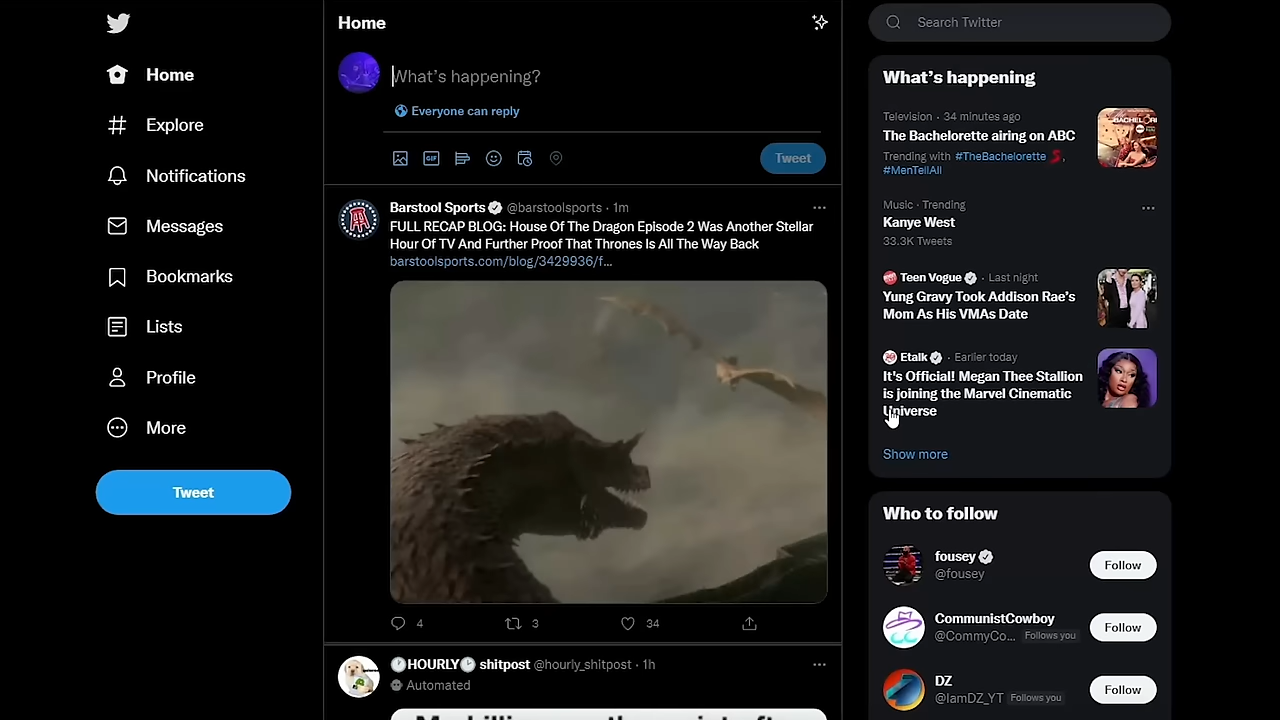 Home
Explore
Notifications
Messages
Bookmarks
Lists
Profile
More
Tweet
Home
What's happening?
Everyone can reply
GIF
Tweet
Barstool Sports @barstoolsports · 1m
FULL RECAP BLOG: House Of The Dragon Episode 2 Was Another Stellar
Hour Of TV And Further Proof That Thrones Is All The Way Back
barstoolsports.com/blog/3429936/f...
4
3
34
HOURLY shitpost @hourly_shitpost · 1h
Automated
Search Twitter
What's happening
Television · 34 minutes ago
The Bachelorette airing on ABC
Trending with #TheBachelorette ,
#MenTellAll
Music · Trending
Kanye West
33.3K Tweets
Teen Vogue · Last night
Yung Gravy Took Addison Rae's
Mom As His VMAs Date
Etalk · Earlier today
It's Official! Megan Thee Stallion
is joining the Marvel Cinematic
Universe
Show more
Who to follow
fousey
@fousey
Follow
CommunistCowboy
@CommyCo... Follows you
Follow
DZ
@IamDZ_YT Follows you
Follow